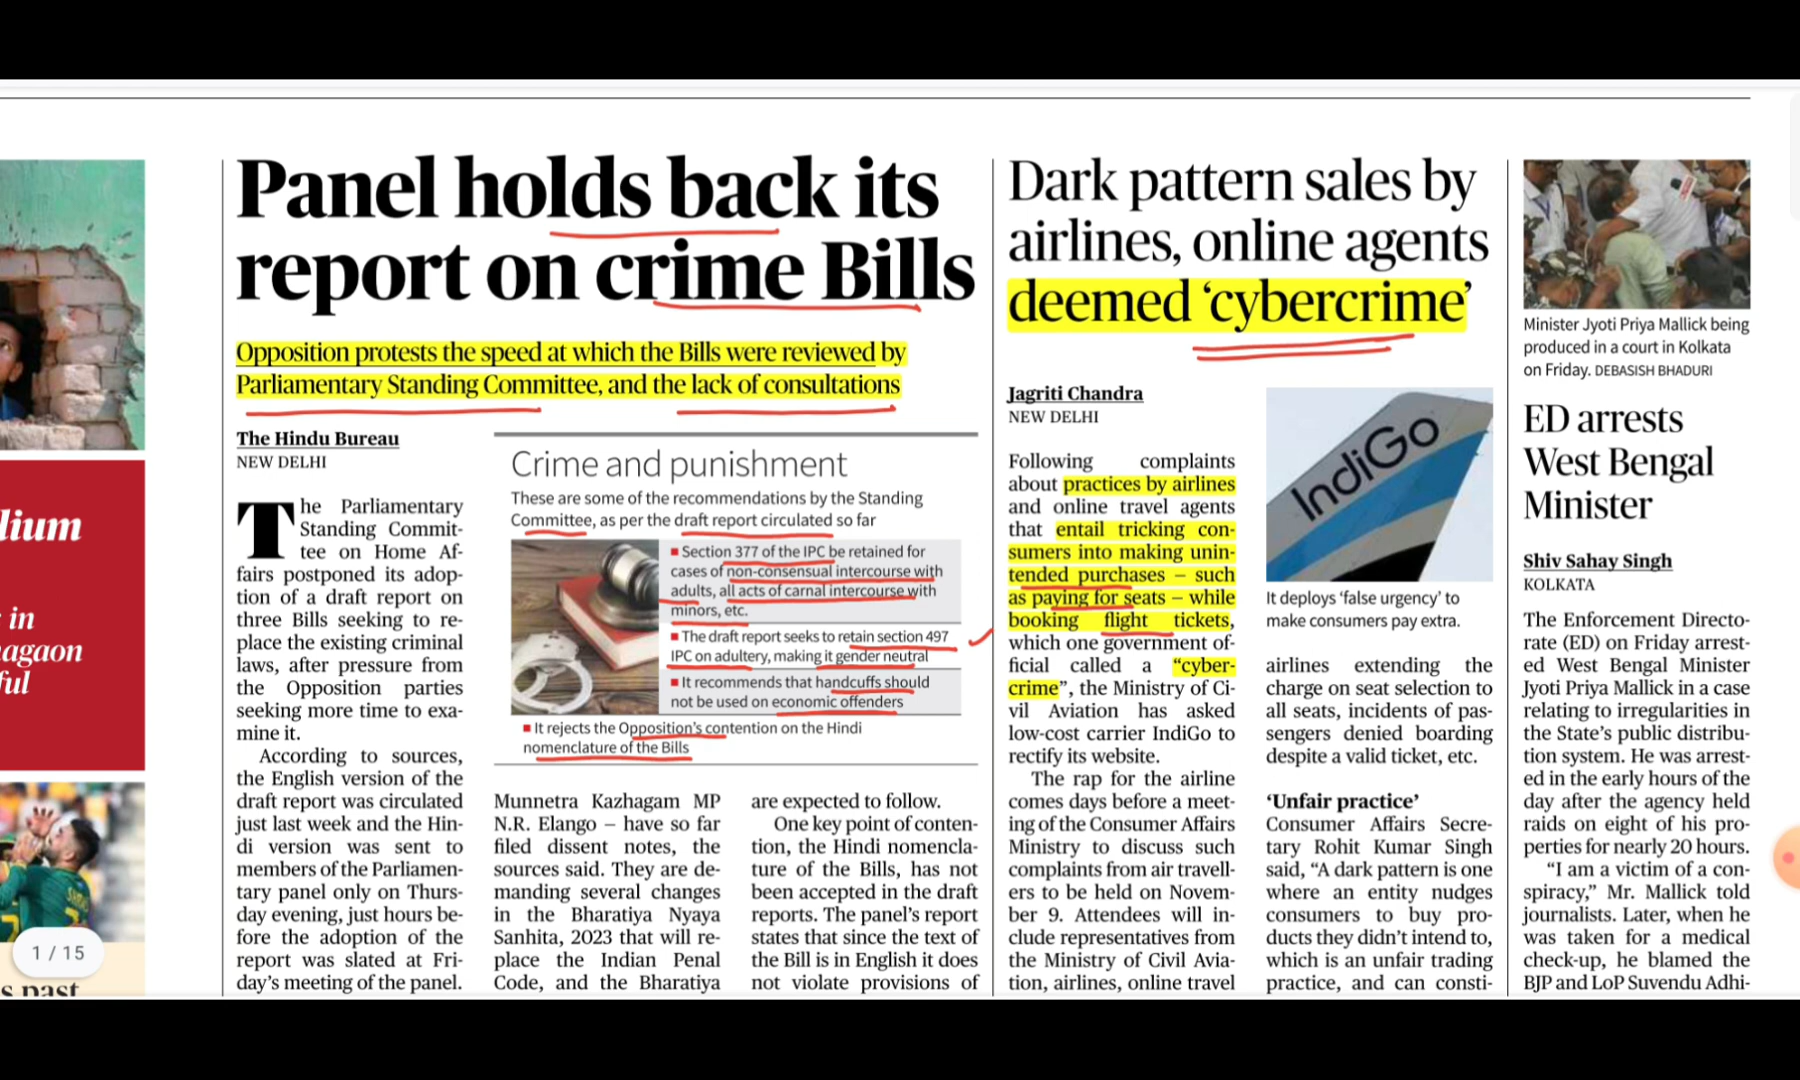 lium
in
agaon
ful
1 / 15
s past
Panel holds back its
report on crime Bills
Opposition protests the speed at which the Bills were reviewed by
Parliamentary Standing Committee, and the lack of consultations
The Hindu Bureau
NEW DELHI
The Parliamentary
Standing Commit-
tee on Home Af-
fairs postponed its adop-
tion of a draft report on
three Bills seeking to re-
place the existing criminal
laws, after pressure from
the Opposition parties
seeking more time to exa-
mine it.
According to sources,
the English version of the
draft report was circulated
just last week and the Hin-
di version was sent to
members of the Parliamen-
tary panel only on Thurs-
day evening, just hours be-
fore the adoption of the
report was slated at Fri-
day's meeting of the panel.
Crime and punishment
These are some of the recommendations by the Standing
Committee, as per the draft report circulated so far
■ Section 377 of the IPC be retained for
cases of non-consensual intercourse with
adults, all acts of carnal intercourse with
minors, etc.
■ The draft report seeks to retain section 497
IPC on adultery, making it gender neutral
■ It recommends that handcuffs should
not be used on economic offenders
■ It rejects the Opposition's contention on the Hindi
nomenclature of the Bills
Munnetra Kazhagam MP
N.R. Elango – have so far
filed dissent notes, the
sources said. They are de-
manding several changes
in the Bharatiya Nyaya
Sanhita, 2023 that will re-
place the Indian Penal
Code, and the Bharatiya
are expected to follow.
One key point of conten-
tion, the Hindi nomencla-
ture of the Bills, has not
been accepted in the draft
reports. The panel's report
states that since the text of
the Bill is in English it does
not violate provisions of
Dark pattern sales by
airlines, online agents
deemed 'cybercrime'
Jagriti Chandra
NEW DELHI
Following complaints
about practices by airlines
and online travel agents
that entail tricking con-
sumers into making unin-
tended purchases – such
as paying for seats – while
booking flight tickets,
which one government of-
ficial called a "cyber-
crime", the Ministry of Ci-
vil Aviation has asked
low-cost carrier IndiGo to
rectify its website.
The rap for the airline
comes days before a meet-
ing of the Consumer Affairs
Ministry to discuss such
complaints from air travell-
ers to be held on Novem-
ber 9. Attendees will in-
clude representatives from
the Ministry of Civil Avia-
tion, airlines, online travel
IndiGo
It deploys 'false urgency' to
make consumers pay extra.
airlines extending the
charge on seat selection to
all seats, incidents of pas-
sengers denied boarding
despite a valid ticket, etc.
'Unfair practice'
Consumer Affairs Secre-
tary Rohit Kumar Singh
said, "A dark pattern is one
where an entity nudges
consumers to buy pro-
ducts they didn't intend to,
which is an unfair trading
practice, and can consti-
Minister Jyoti Priya Mallick being
produced in a court in Kolkata
on Friday. DEBASISH BHADURI
ED arrests
West Bengal
Minister
Shiv Sahay Singh
KOLKATA
The Enforcement Directo-
rate (ED) on Friday arrest-
ed West Bengal Minister
Jyoti Priya Mallick in a case
relating to irregularities in
the State's public distribu-
tion system. He was arrest-
ed in the early hours of the
day after the agency held
raids on eight of his pro-
perties for nearly 20 hours.
"I am a victim of a con-
spiracy," Mr. Mallick told
journalists. Later, when he
was taken for a medical
check-up, he blamed the
BJP and LoP Suvendu Adhi-